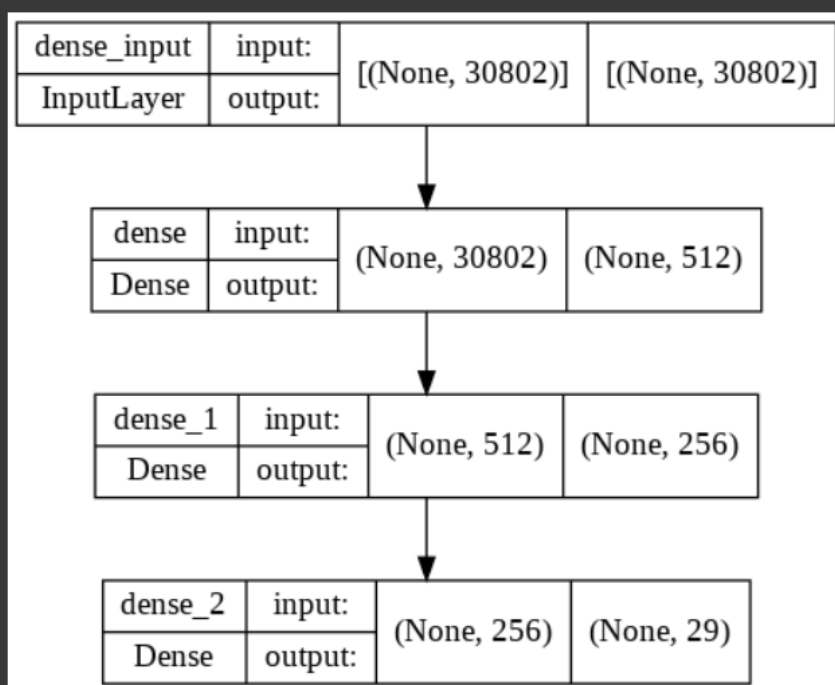 dense_input input: [(None, 30802)] [(None, 30802)]
InputLayer output:
dense input: (None, 30802) (None, 512)
Dense output:
dense_1 input: (None, 512) (None, 256)
Dense output:
dense_2 input: (None, 256) (None, 29)
Dense output: